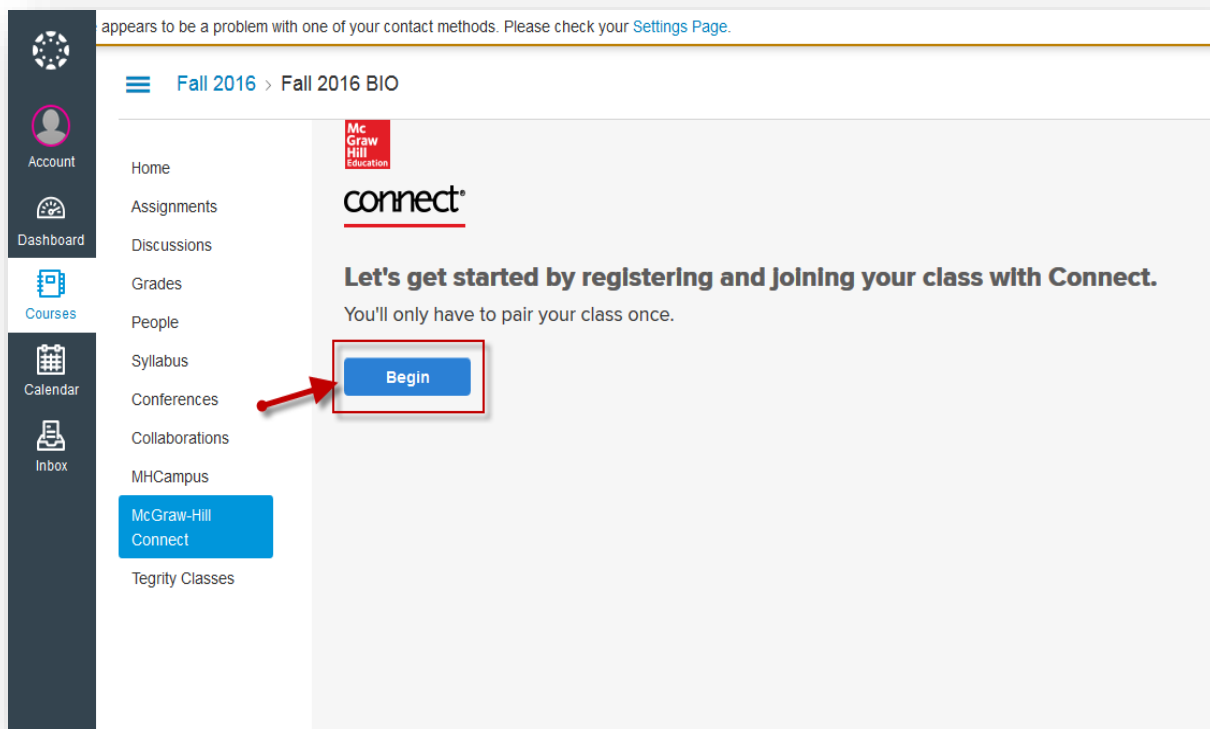 appears to be a problem with one of your contact methods. Please check your Settings Page.
Fall 2016 > Fall 2016 BIO
Account
Dashboard
Courses
Calendar
Inbox
Home
Assignments
Discussions
Grades
People
Syllabus
Conferences
Collaborations
MHCampus
McGraw-Hill
Connect
Tegrity Classes
Mc
Graw
Hill
Education
connect®
Let's get started by registering and joining your class with Connect.
You'll only have to pair your class once.
Begin